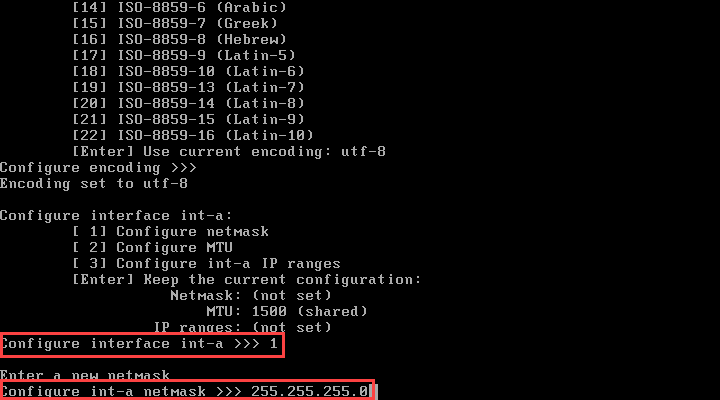 [14] ISO-8859-6 (Arabic)
[15] ISO-8859-7 (Greek)
[16] ISO-8859-8 (Hebrew)
[17] ISO-8859-9 (Latin-5)
[18] ISO-8859-10 (Latin-6)
[19] ISO-8859-13 (Latin-7)
[20] ISO-8859-14 (Latin-8)
[21] ISO-8859-15 (Latin-9)
[22] ISO-8859-16 (Latin-10)
[Enter] Use current encoding: utf-8
Configure encoding >>>
Encoding set to utf-8
Configure interface int-a:
[ 1] Configure netmask
[ 2] Configure MTU
[ 3] Configure int-a IP ranges
[Enter] Keep the current configuration:
Netmask: (not set)
MTU: 1500 (shared)
IP ranges: (not set)
Configure interface int-a >>> 1
Enter a new netmask
Configure int-a netmask >>> 255.255.255.0